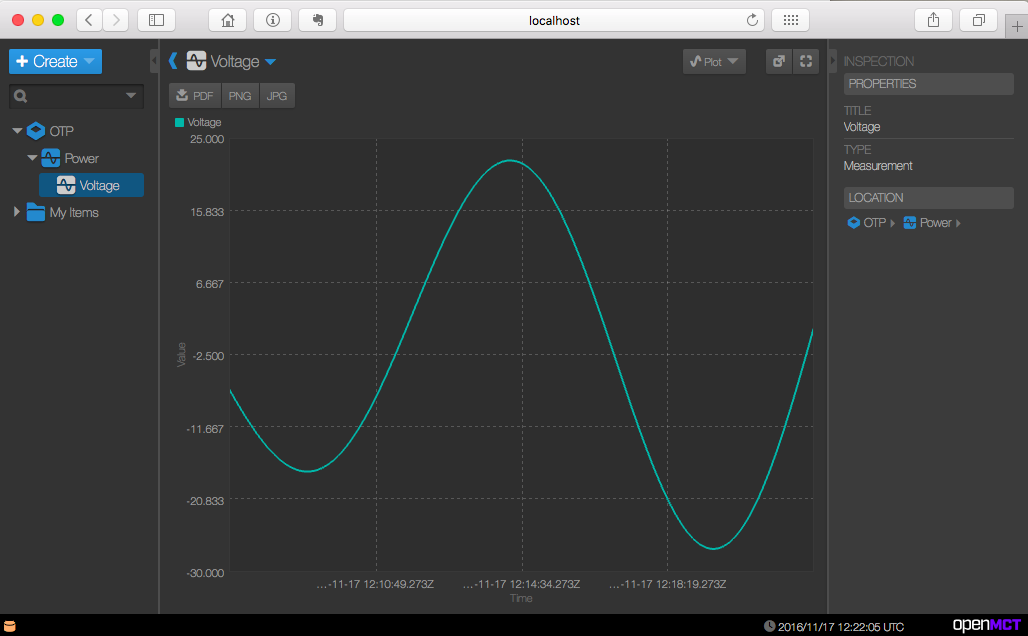 localhost
Create
Voltage
Plot
INSPECTION
PROPERTIES
PDF
PNG
JPG
OTP
Power
Voltage
My Items
Voltage
25.000
15.833
6.667
-2.500
-11.667
-20.833
-30.000
Value
...-11-17 12:10:49.273Z
...-11-17 12:14:34.273Z
...-11-17 12:18:19.273Z
Time
TITLE
Voltage
TYPE
Measurement
LOCATION
OTP Power
2016/11/17 12:22:05 UTC
openMCT